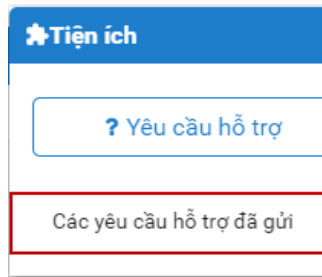 Tiện ích
? Yêu cầu hỗ trợ
Các yêu cầu hỗ trợ đã gửi